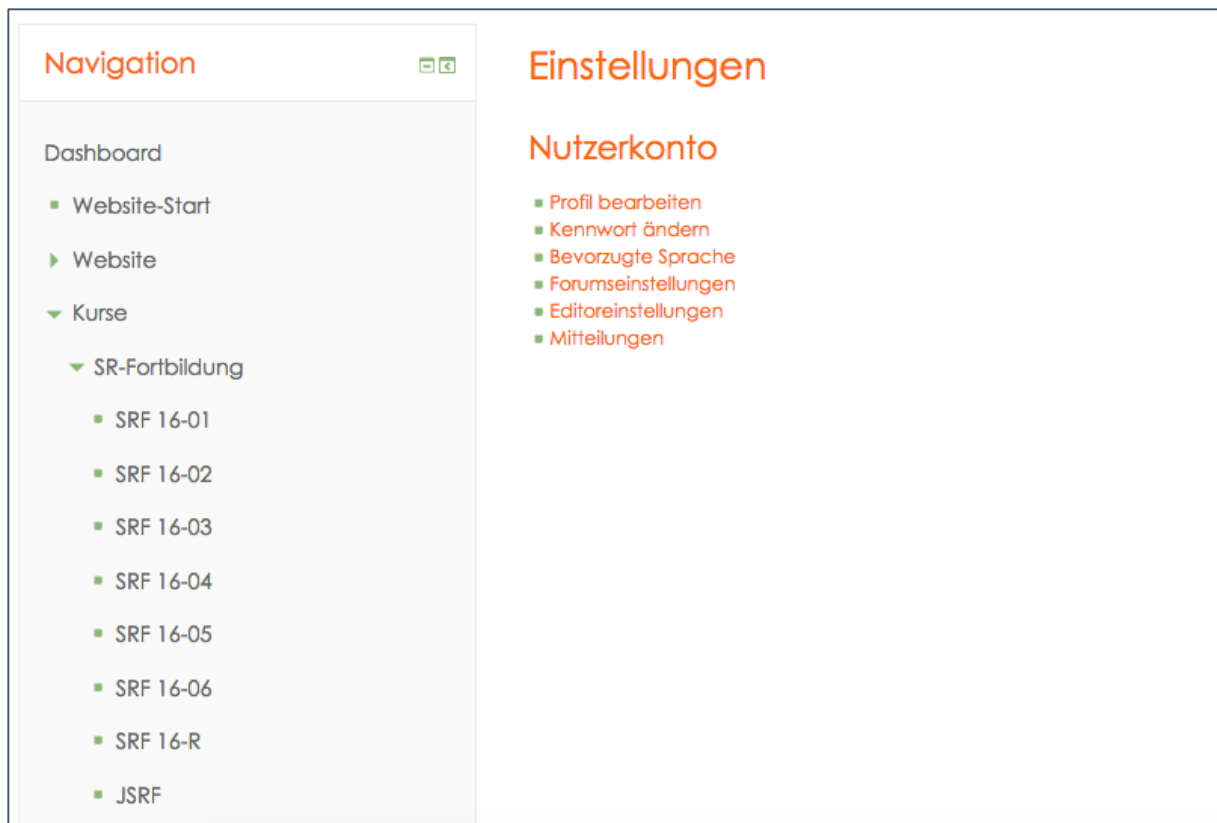 Navigation
Dashboard
Website-Start
Website
Kurse
SR-Fortbildung
SRF 16-01
SRF 16-02
SRF 16-03
SRF 16-04
SRF 16-05
SRF 16-06
SRF 16-R
JSRF
Einstellungen
Nutzerkonto
Profil bearbeiten
Kennwort ändern
Bevorzugte Sprache
Forumseinstellungen
Editoreinstellungen
Mitteilungen